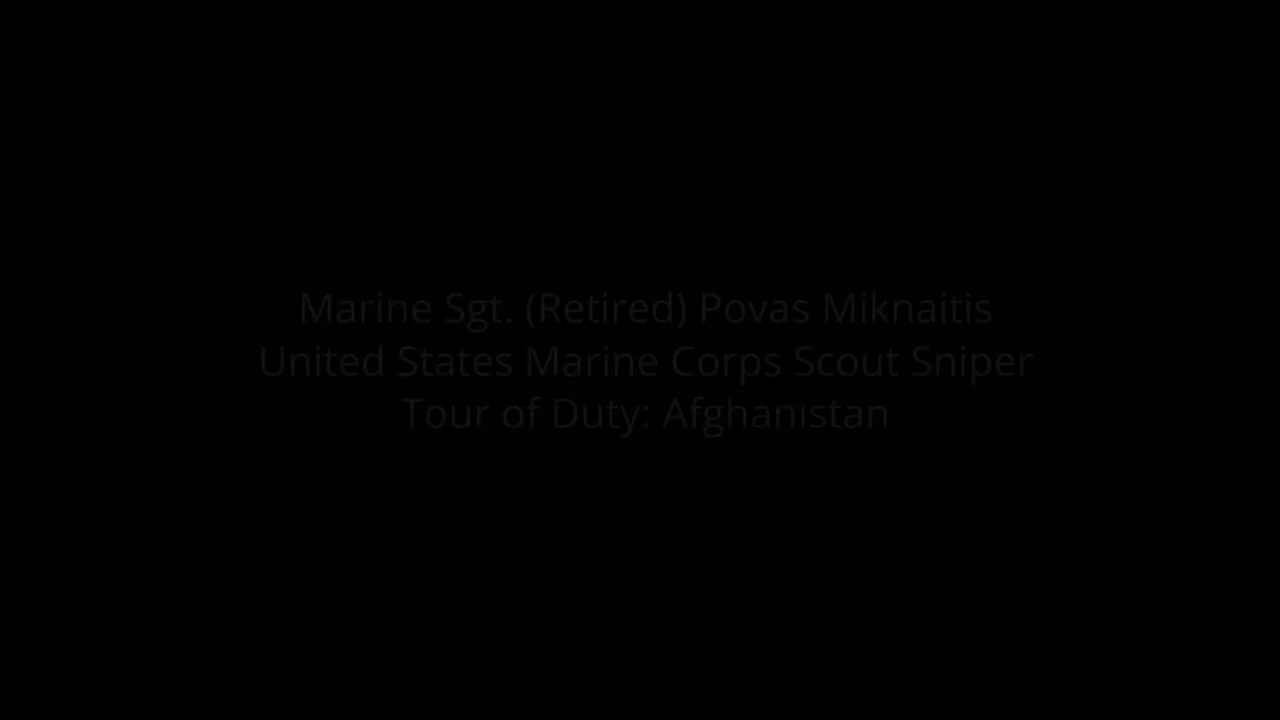 Marine Sgt. (Retired) Povas Miknaitis
United States Marine Corps Scout Sniper
Tour of Duty: Afghanistan